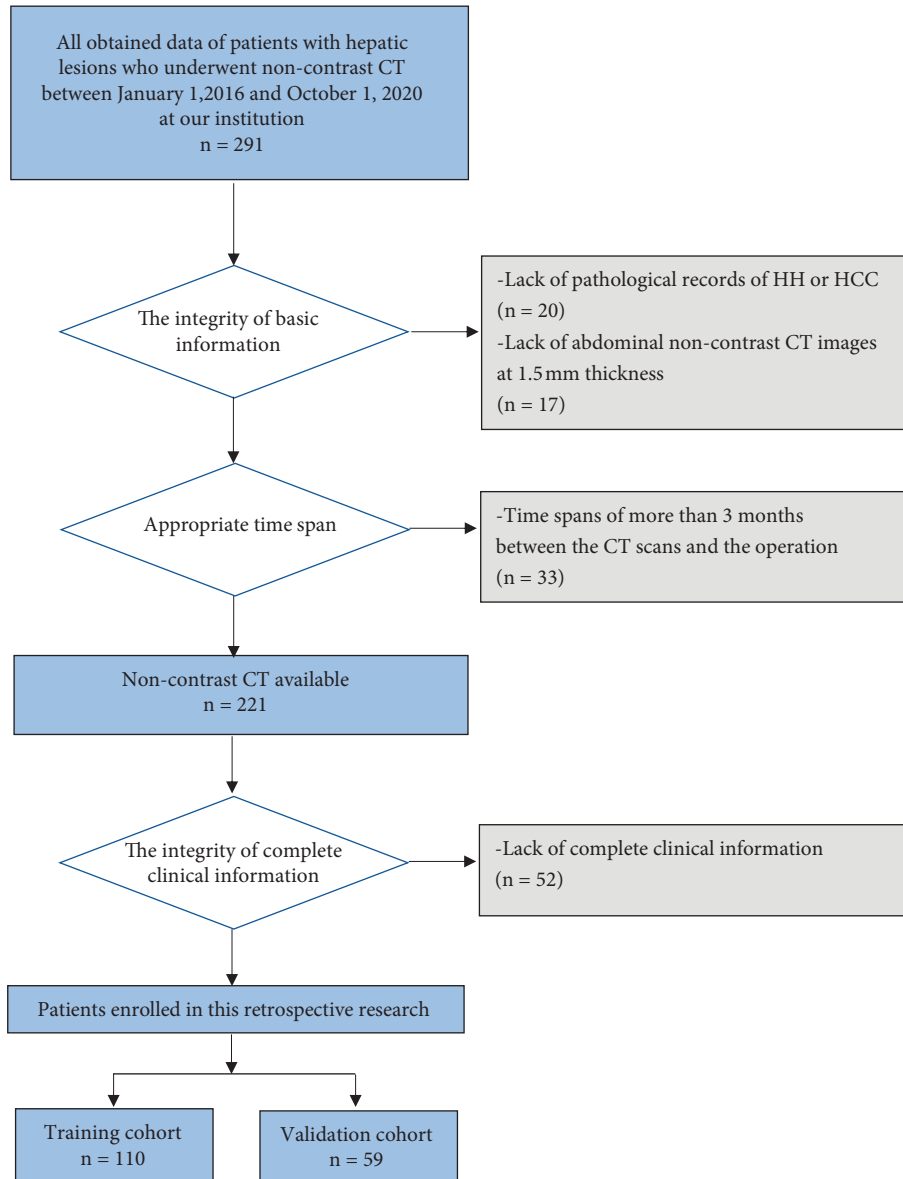 All obtained data of patients with hepatic
lesions who underwent non-contrast CT
between January 1,2016 and October 1, 2020
at our institution
n = 291
The integrity of basic
information
-Lack of pathological records of HH or HCC
(n = 20)
-Lack of abdominal non-contrast CT images
at 1.5 mm thickness
(n = 17)
Appropriate time span
-Time spans of more than 3 months
between the CT scans and the operation
(n = 33)
Non-contrast CT available
n = 221
The integrity of complete
clinical information
-Lack of complete clinical information
(n = 52)
Patients enrolled in this retrospective research
Training cohort
n = 110
Validation cohort
n = 59